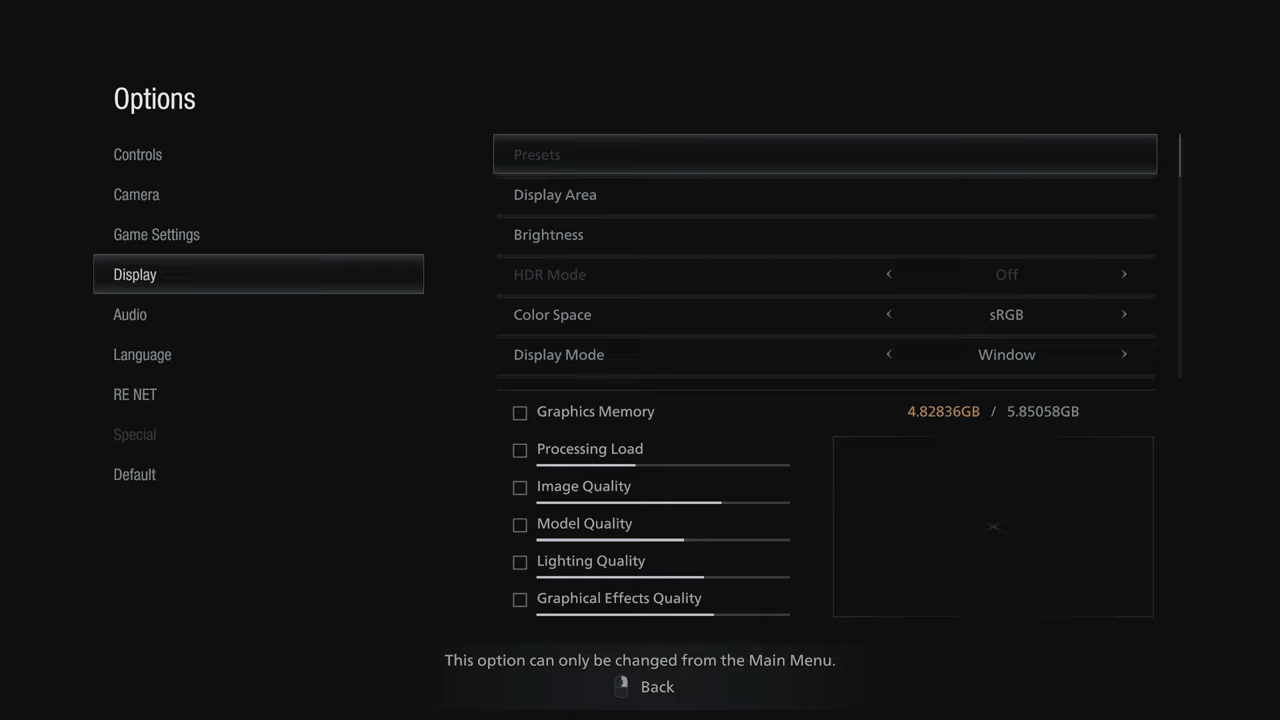 Options
Controls
Camera
Game Settings
Display
Audio
Language
RE NET
Special
Default
Presets
Display Area
Brightness
HDR Mode Off
Color Space sRGB
Display Mode Window
Graphics Memory 4.82836GB / 5.85058GB
Processing Load
Image Quality
Model Quality
Lighting Quality
Graphical Effects Quality
This option can only be changed from the Main Menu.
Back